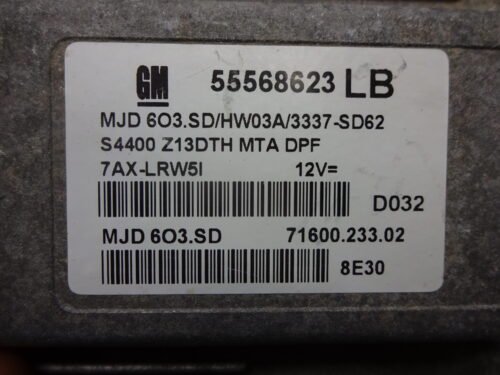 GM 55568623 LB
MJD 6O3.SD/HW03A/3337-SD62
S4400 Z13DTH MTA DPF
7AX-LRW5I 12V=
D032
MJD 6O3.SD 71600.233.02
8E30